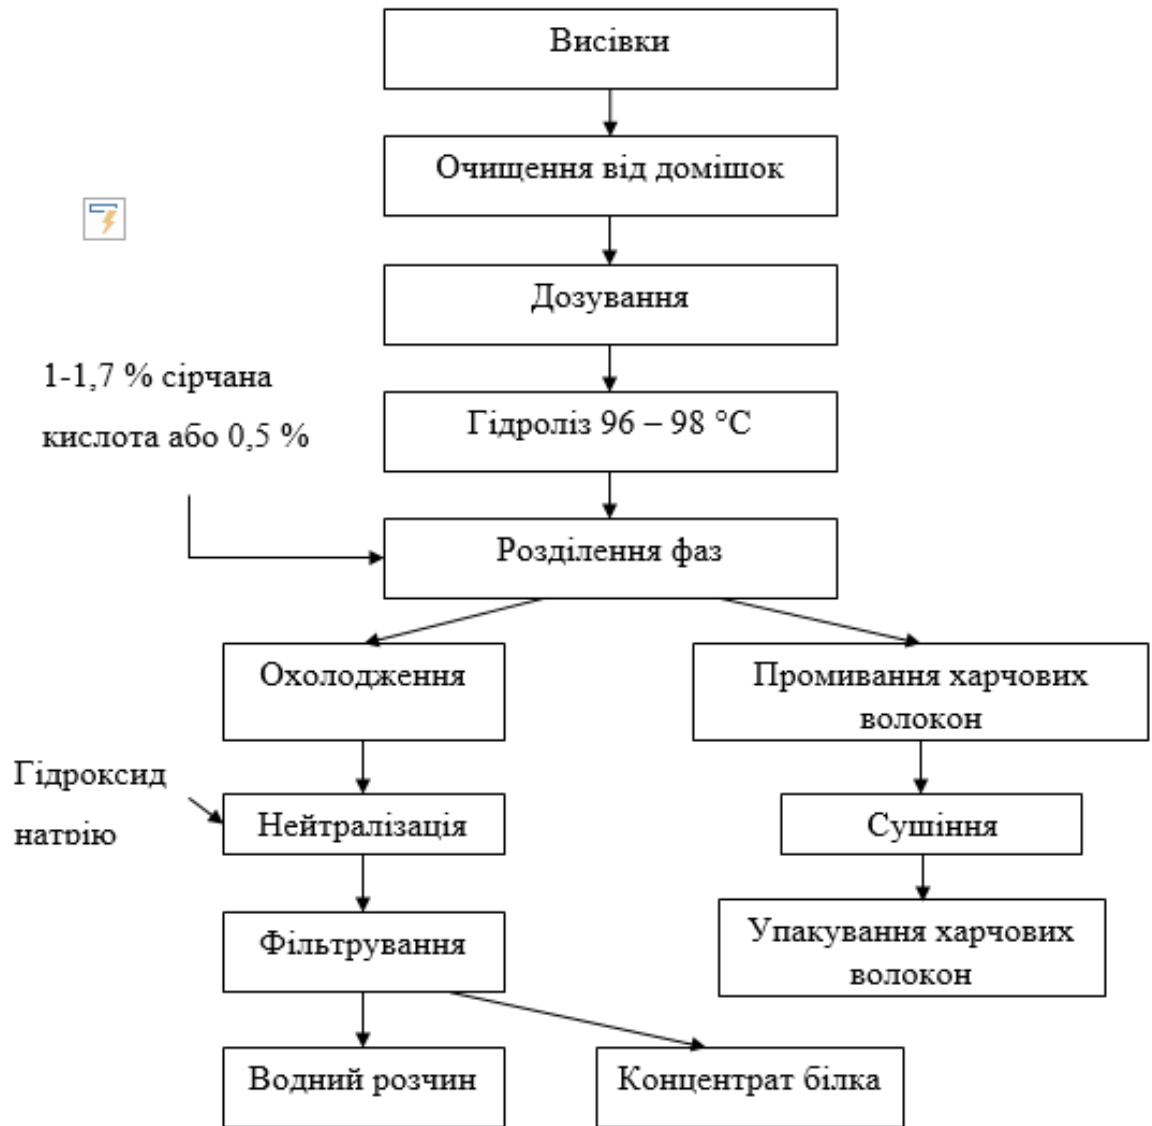 Висівки
Очищення від домішок
Дозування
1-1,7 % сірчана
кислота або 0,5 %
Гідроліз 96 – 98 °С
Розділення фаз
Охолодження
Промивання харчових
волокон
Гідроксид
натрію
Нейтралізація
Сушіння
Фільтрування
Упакування харчових
волокон
Водний розчин
Концентрат білка